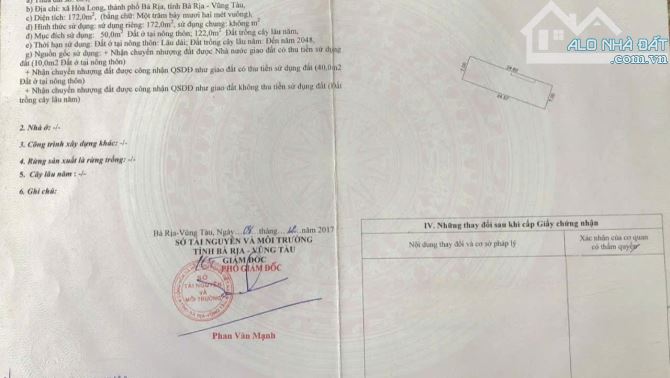 b) Địa chỉ: xã Hòa Long, thành phố Bà Rịa, tỉnh Bà Rịa - Vũng Tàu,
c) Diện tích: 172,0m², (bằng chữ: Một trăm bảy mươi hai mét vuông),
d) Hình thức sử dụng: sử dụng riêng: 172,0m², sử dụng chung: không m²
đ) Mục đích sử dụng: 50,0m² Đất ở tại nông thôn; 122,0m² Đất trồng cây lâu năm,
e) Thời hạn sử dụng: Đất ở tại nông thôn: Lâu dài; Đất trồng cây lâu năm: Đến năm 2048,
g) Nguồn gốc sử dụng: + Nhận chuyển nhượng đất được Nhà nước giao đất có thu tiền sử dụng
đất (10,0m2 Đất ở tại nông thôn)
+ Nhận chuyển nhượng đất được công nhận QSDĐ như giao đất có thu tiền sử dụng đất (40,0m2
Đất ở tại nông thôn)
+ Nhận chuyển nhượng đất được công nhận QSDĐ như giao đất không thu tiền sử dụng đất (Đất
trồng cây lâu năm)
2. Nhà ở: -/-
3. Công trình xây dựng khác: -/-
4. Rừng sản xuất là rừng trồng: -/-
5. Cây lâu năm : -/-
6. Ghi chú:
Bà Rịa-Vũng Tàu, Ngày tháng năm 2017
SỞ TÀI NGUYÊN VÀ MÔI TRƯỜNG
TỈNH BÀ RỊA - VŨNG TÀU
GIÁM ĐỐC
PHÓ GIÁM ĐỐC
SỞ
TÀI NGUYÊN
VÀ
MÔI TRƯỜNG
Phan Văn Mạnh
ALO NHÀ ĐẤT
.com.vn
IV. Những thay đổi sau khi cấp Giấy chứng nhận
Nội dung thay đổi và cơ sở pháp lý
Xác nhận của cơ quan
có thẩm quyền